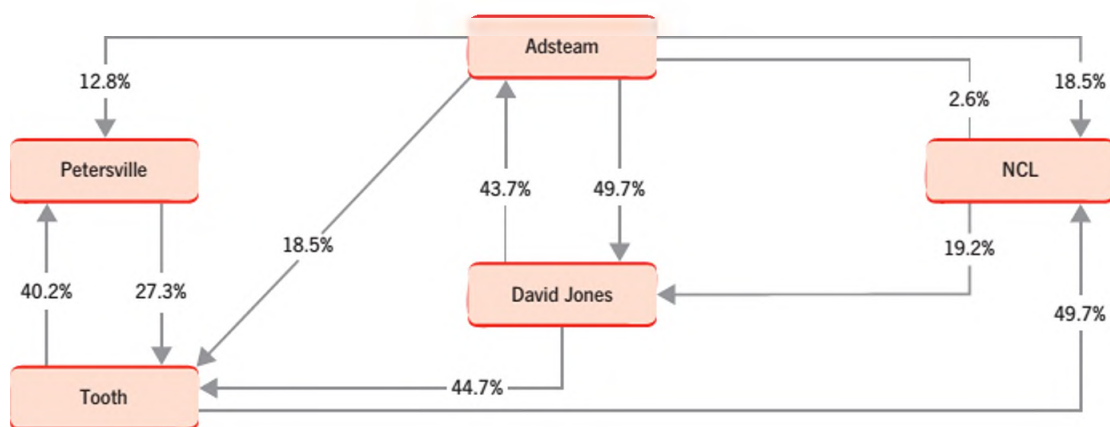 Adsteam
12.8%
2.6%
18.5%
Petersville
NCL
43.7%
49.7%
18.5%
19.2%
40.2%
27.3%
David Jones
49.7%
44.7%
Tooth